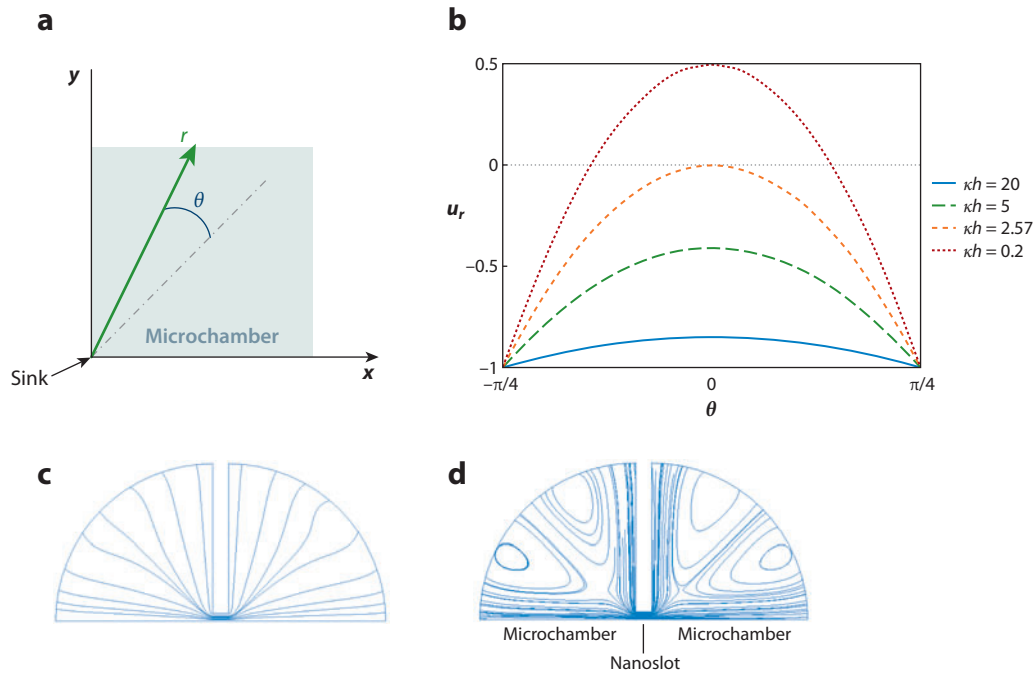 a
y
r
θ
Microchamber
Sink
x
b
0.5
0
−0.5
−1
u_r
−π/4
0
π/4
θ
κh = 20
κh = 5
κh = 2.57
κh = 0.2
c
d
Microchamber
Microchamber
Nanoslot